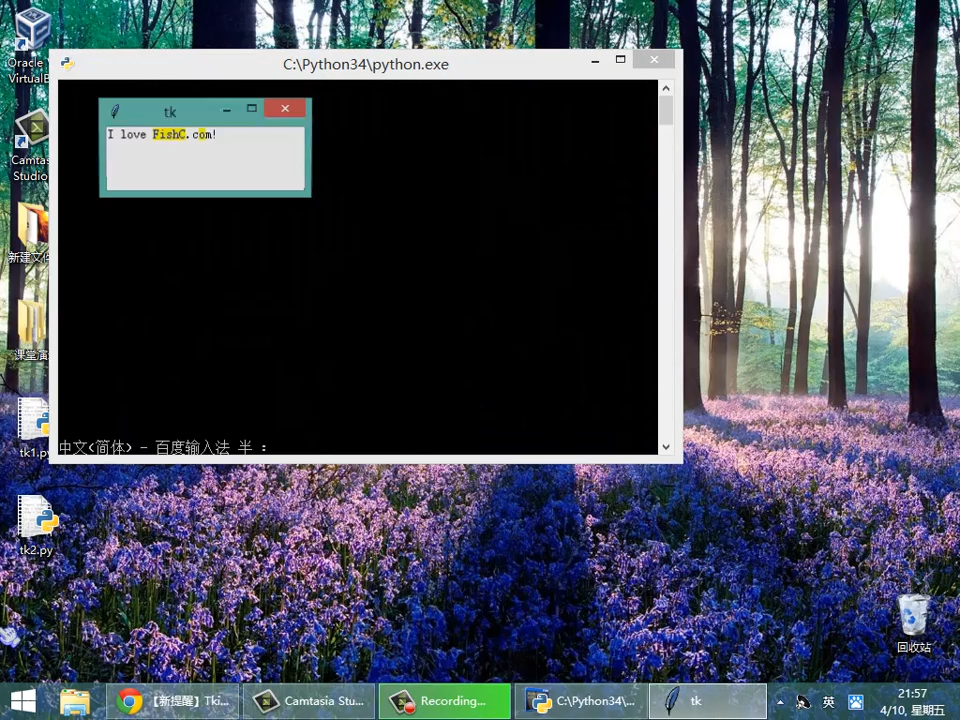 Oracle
VirtualB
C:\Python34\python.exe
tk
I love FishC.com!
Camtas
Studio
新建文件
课堂演
tk1.py
中文<简体> - 百度输入法 半 :
tk2.py
回收站
【新提醒】Tki...
Camtasia Stu...
Recording...
C:\Python34\...
tk
英
21:57
4/10, 星期五